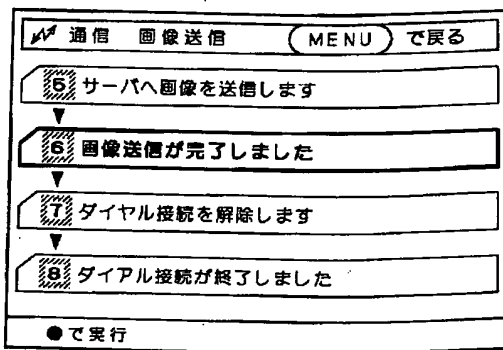 通信 画像送信 MENU で戻る
5 サーバへ画像を送信します
6 画像送信が完了しました
7 ダイヤル接続を解除します
8 ダイアル接続が終了しました
●で実行